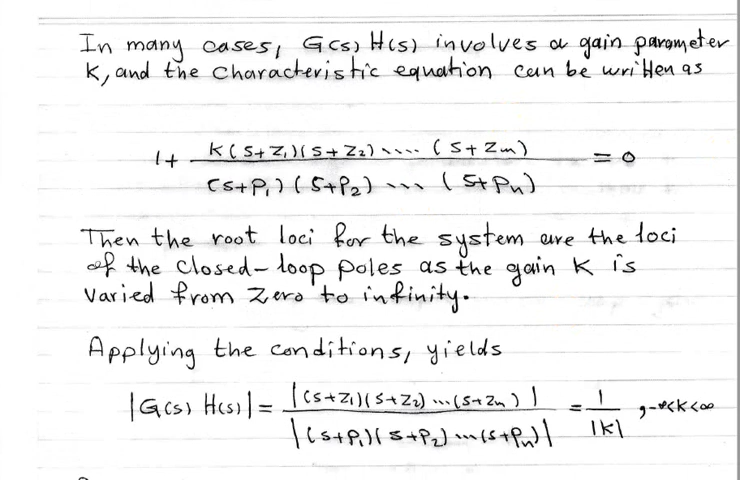 In many cases, G(s) H(s) involves a gain parameter
K, and the characteristic equation can be written as
1 + K(s+z₁)(s+z₂)....(s+zm) / (s+p₁)(s+p₂)...(s+pn) = 0
Then the root loci for the system are the loci
of the closed-loop poles as the gain K is
varied from zero to infinity.
Applying the conditions, yields
|G(s) H(s)| = |(s+z₁)(s+z₂)...(s+zn)| / |(s+p₁)(s+p₂)...(s+pn)| = 1 / |K| , -∞<K<∞